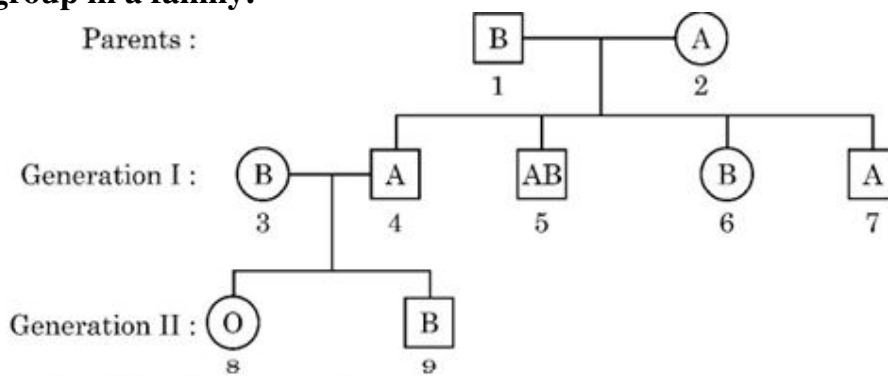 group in a family.
Parents :
B
A
1
2
Generation I :
B
A
AB
B
A
3
4
5
6
7
Generation II :
O
B
8
9